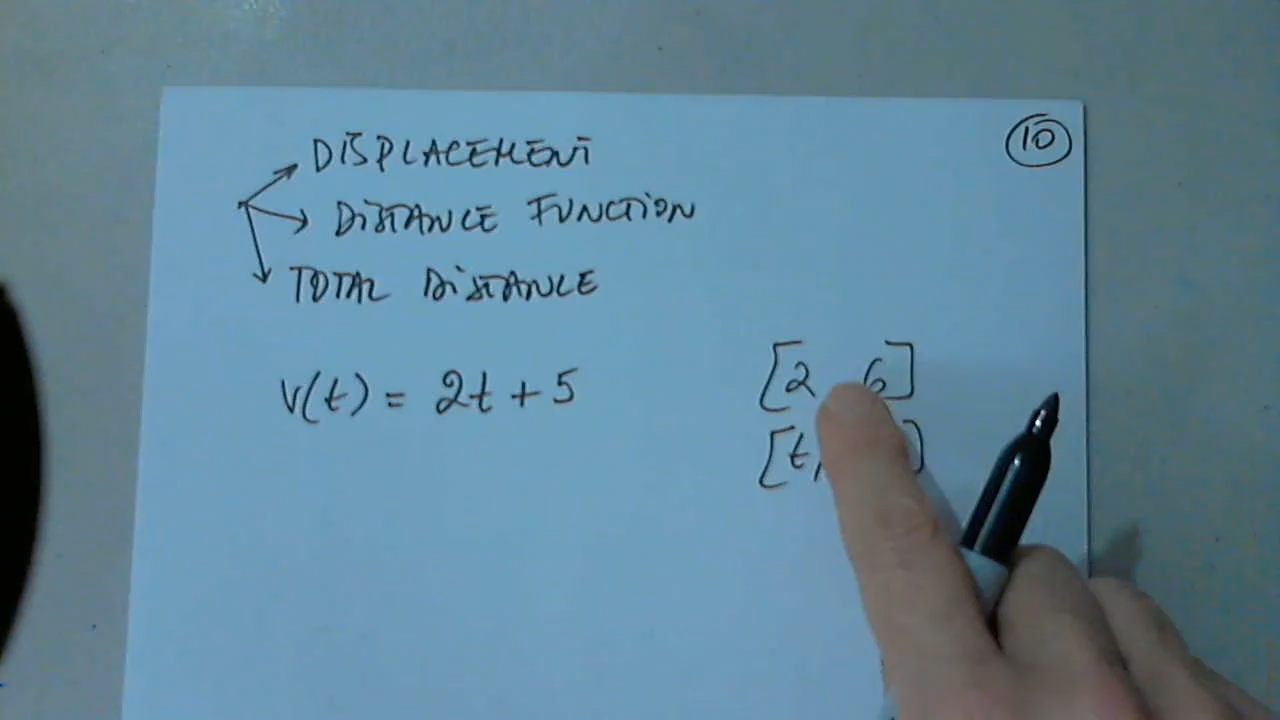 10
DISPLACEMENT
DISTANCE FUNCTION
TOTAL DISTANCE
v(t) = 2t + 5 [2 6]
[t, ]